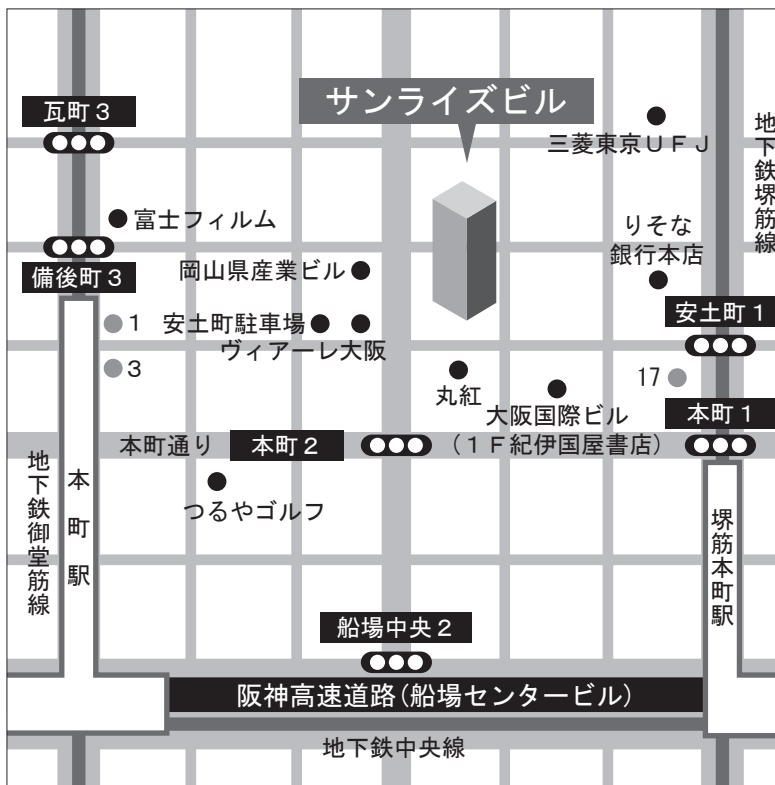 サンライズビル
瓦町３
三菱東京ＵＦＪ
地下鉄堺筋線
富士フィルム
りそな
銀行本店
備後町３
岡山県産業ビル
1
安土町駐車場
ヴィアーレ大阪
安土町１
3
丸紅
17
大阪国際ビル
（１Ｆ紀伊国屋書店）
本町１
本町通り
本町２
つるやゴルフ
地下鉄御堂筋線
本町駅
堺筋本町駅
船場中央２
阪神高速道路(船場センタービル)
地下鉄中央線